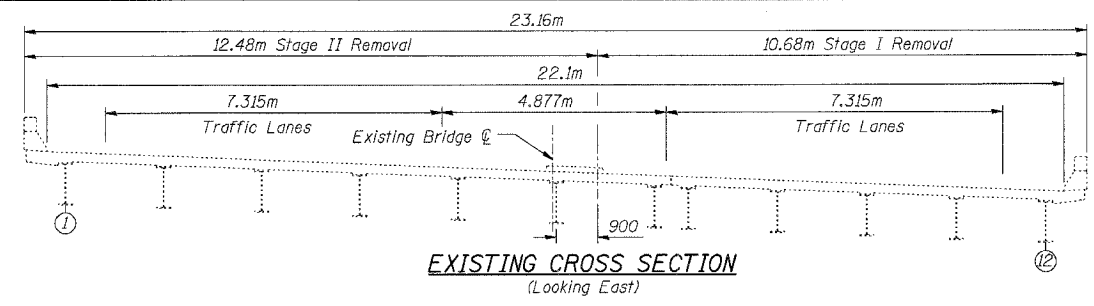 23.16m
12.48m Stage II Removal 10.68m Stage I Removal
22.1m
7.315m 4.877m 7.315m
Traffic Lanes Existing Bridge ℄ Traffic Lanes
1 900 12
EXISTING CROSS SECTION
(Looking East)